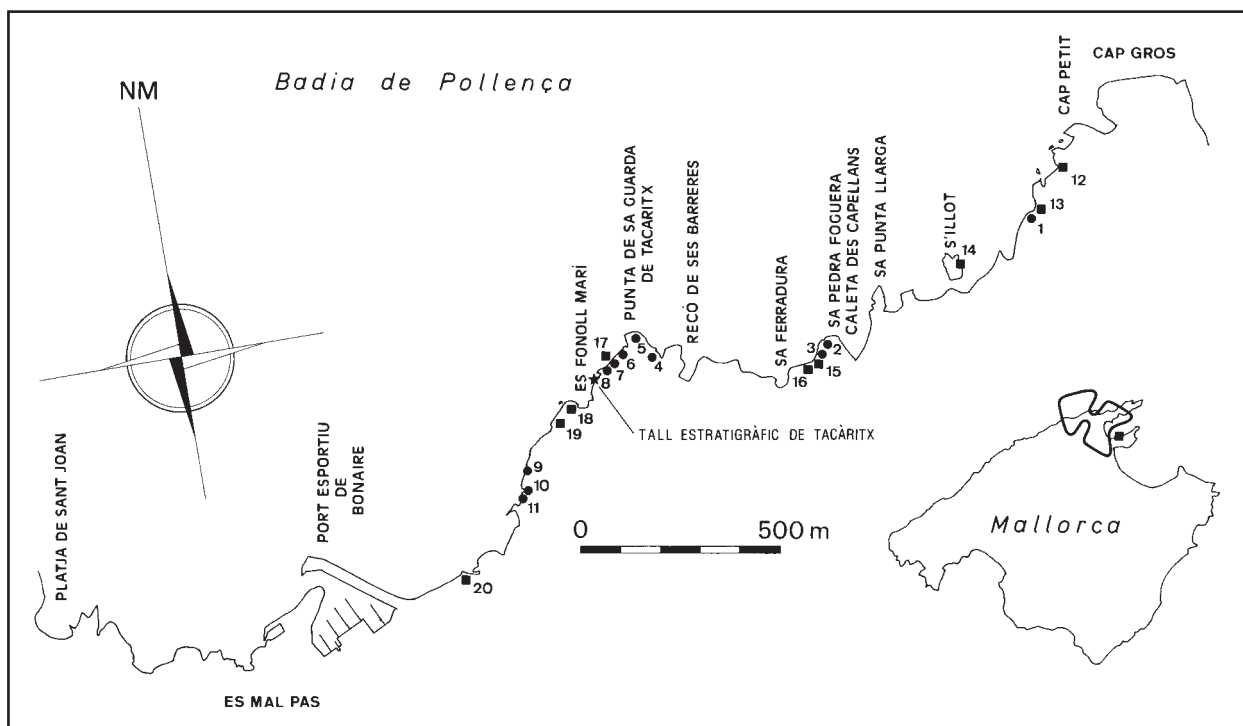 NM
Badia de Pollença
CAP GROS
CAP PETIT
12
13
1
S'ILLOT
14
SA PUNTA LLARGA
SA PEDRA FOGUERA
CALETA DES CAPELLANS
SA FERRADURA
3
2
15
16
RECÓ DE SES BARRERES
PUNTA DE SA GUARDA
DE TACARITX
ES FONOLL MARÍ
17
5
6
4
7
8
18
19
TALL ESTRATIGRÀFIC DE TACÀRITX
9
10
11
0
500 m
20
PORT ESPORTIU
DE
BONAIRE
PLATJA DE SANT JOAN
ES MAL PAS
Mallorca